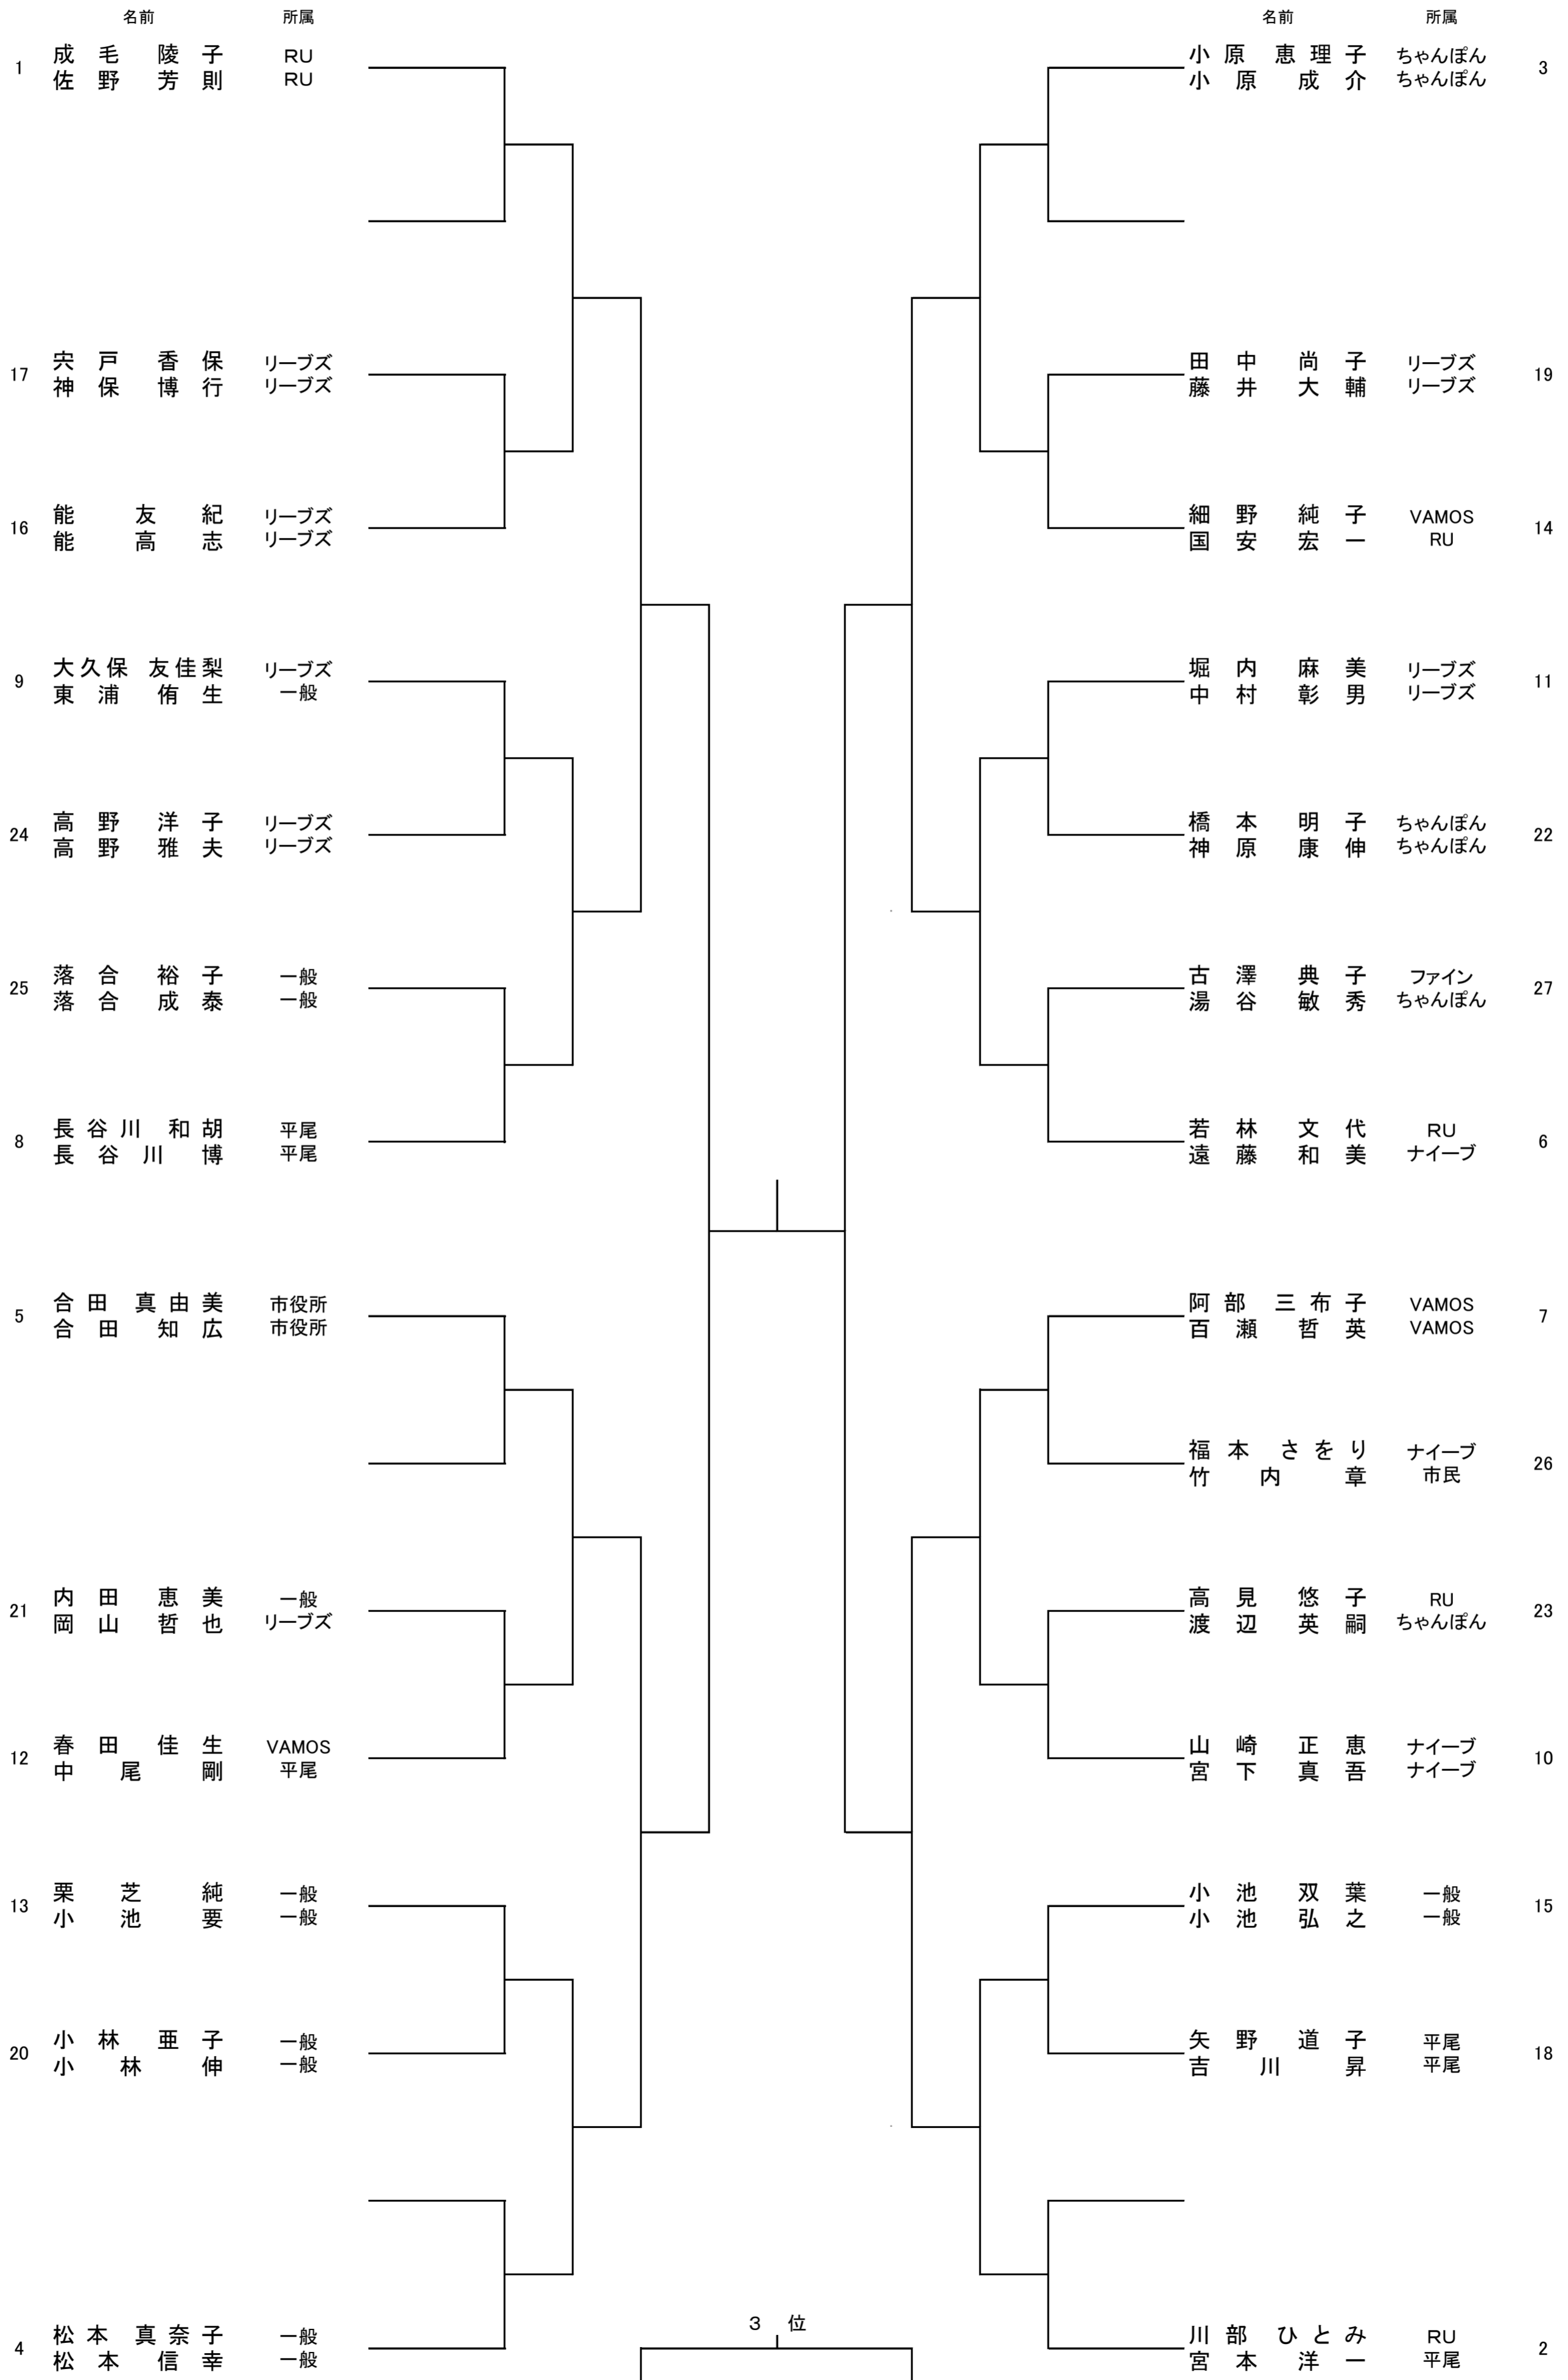 名前 所属
1 成毛 陵子 RU
佐野 芳則 RU
17 宍戸 香保 リーブズ
神保 博行 リーブズ
16 能 友紀 リーブズ
能 高志 リーブズ
9 大久保 友佳梨 リーブズ
東浦 侑生 一般
24 高野 洋子 リーブズ
高野 雅夫 リーブズ
25 落合 裕子 一般
落合 成泰 一般
8 長谷川 和胡 平尾
長谷川 博 平尾
5 合田 真由美 市役所
合田 知広 市役所
21 内田 恵美 一般
岡山 哲也 リーブズ
12 春田 佳生 VAMOS
中尾 剛 平尾
13 栗芝 純 一般
小池 要 一般
20 小林 亜子 一般
小林 伸 一般
4 松本 真奈子 一般
松本 信幸 一般
3 位
名前 所属
小原 恵理子 ちゃんぽん 3
小原 成介 ちゃんぽん
田中 尚子 リーブズ 19
藤井 大輔 リーブズ
細野 純子 VAMOS 14
国安 宏一 RU
堀内 麻美 リーブズ 11
中村 彰男 リーブズ
橋本 明子 ちゃんぽん 22
神原 康伸 ちゃんぽん
古澤 典子 ファイン 27
湯谷 敏秀 ちゃんぽん
若林 文代 RU 6
遠藤 和美 ナイーブ
阿部 三布子 VAMOS 7
百瀬 哲英 VAMOS
福本 さをり ナイーブ 26
竹内 章 市民
高見 悠子 RU 23
渡辺 英嗣 ちゃんぽん
山崎 正恵 ナイーブ 10
宮下 真吾 ナイーブ
小池 双葉 一般 15
小池 弘之 一般
矢野 道子 平尾 18
吉川 昇 平尾
川部 ひとみ RU 2
宮本 洋一 平尾